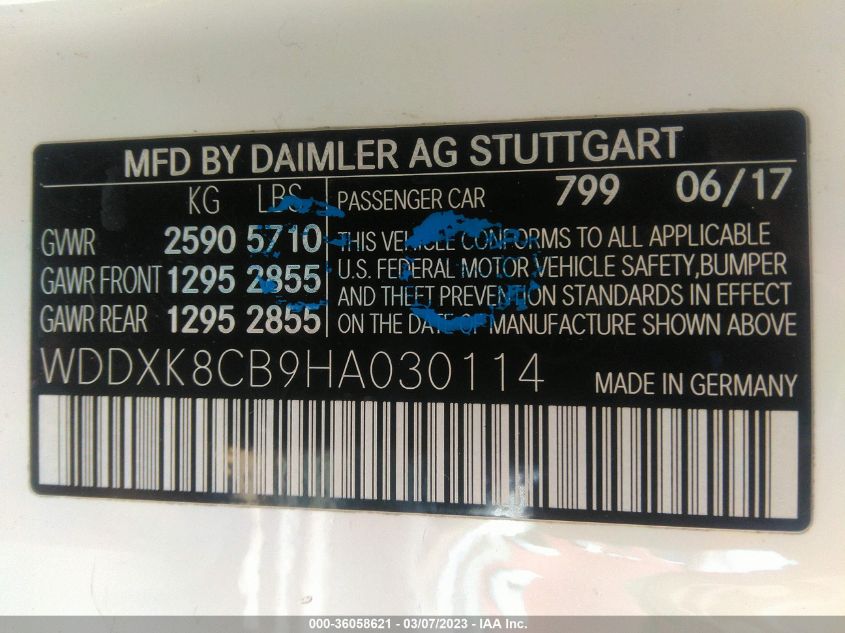 MFD BY DAIMLER AG STUTTGART
KG LBS
GVWR 2590 5710
GAWR FRONT 1295 2855
GAWR REAR 1295 2855
PASSENGER CAR 799 06/17
THIS VEHICLE CONFORMS TO ALL APPLICABLE
U.S. FEDERAL MOTOR VEHICLE SAFETY,BUMPER
AND THEFT PREVENTION STANDARDS IN EFFECT
ON THE DATE OF MANUFACTURE SHOWN ABOVE
WDDXK8CB9HA030114
MADE IN GERMANY
000-36058621 - 03/07/2023 - IAA Inc.